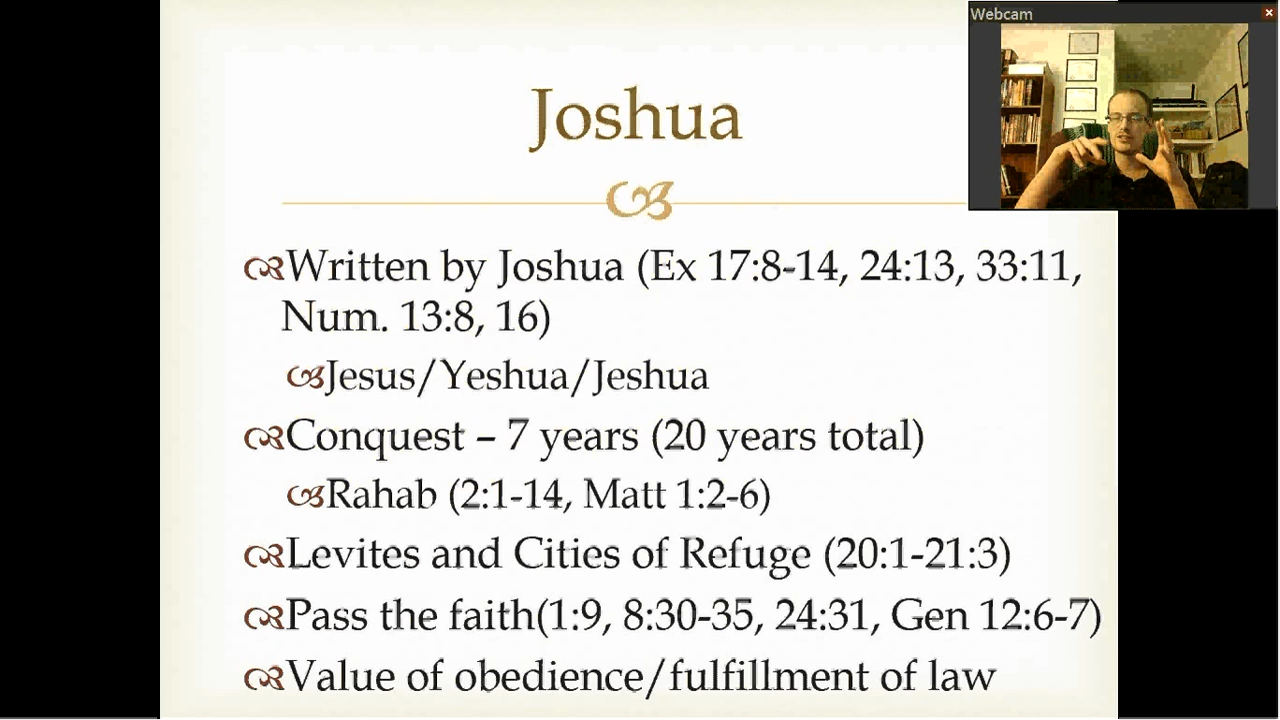 Webcam
Joshua
Written by Joshua (Ex 17:8-14, 24:13, 33:11,
Num. 13:8, 16)
Jesus/Yeshua/Jeshua
Conquest – 7 years (20 years total)
Rahab (2:1-14, Matt 1:2-6)
Levites and Cities of Refuge (20:1-21:3)
Pass the faith(1:9, 8:30-35, 24:31, Gen 12:6-7)
Value of obedience/fulfillment of law